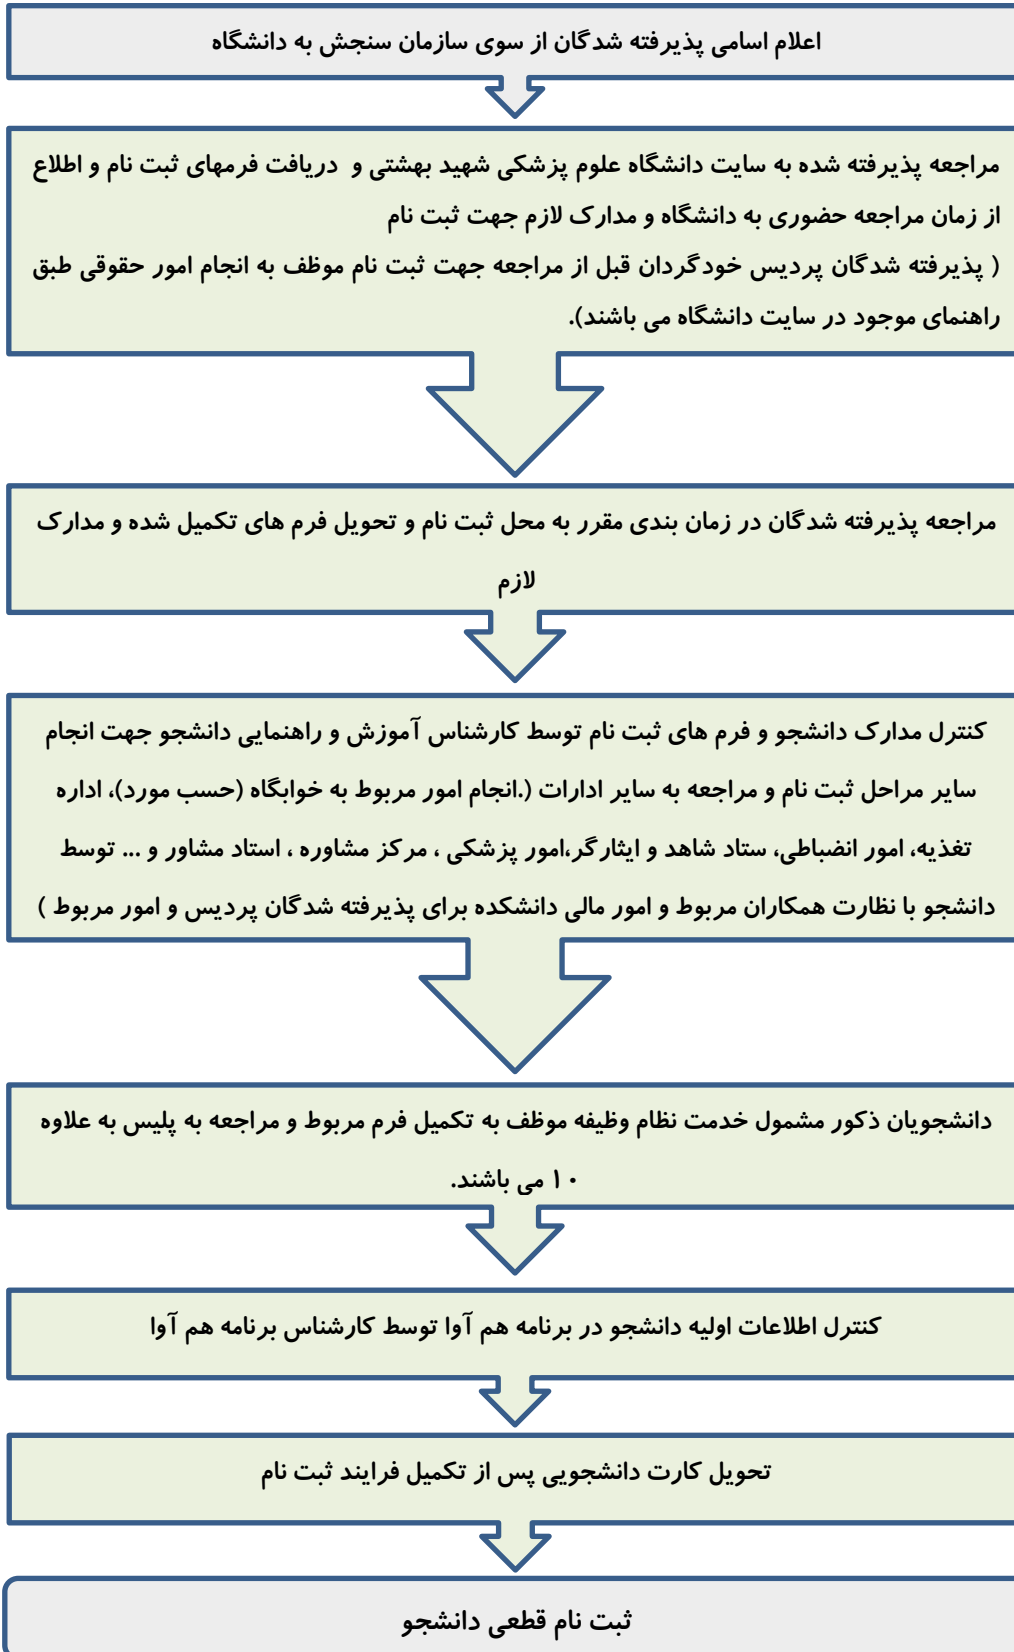 اعلام اسامی پذیرفته شدگان از سوی سازمان سنجش به دانشگاه
مراجعه پذیرفته شده به سایت دانشگاه علوم پزشکی شهید بهشتی و دریافت فرمهای ثبت نام و اطلاع
از زمان مراجعه حضوری به دانشگاه و مدارک لازم جهت ثبت نام
( پذیرفته شدگان پردیس خودگردان قبل از مراجعه جهت ثبت نام موظف به انجام امور حقوقی طبق
راهنمای موجود در سایت دانشگاه می باشند).
مراجعه پذیرفته شدگان در زمان بندی مقرر به محل ثبت نام و تحویل فرم های تکمیل شده و مدارک
لازم
کنترل مدارک دانشجو و فرم های ثبت نام توسط کارشناس آموزش و راهنمایی دانشجو جهت انجام
سایر مراحل ثبت نام و مراجعه به سایر ادارات (.انجام امور مربوط به خوابگاه (حسب مورد)، اداره
تغذیه، امور انضباطی، ستاد شاهد و ایثارگر،امور پزشکی ، مرکز مشاوره ، استاد مشاور و ... توسط
دانشجو با نظارت همکاران مربوط و امور مالی دانشکده برای پذیرفته شدگان پردیس و امور مربوط )
دانشجویان ذکور مشمول خدمت نظام وظیفه موظف به تکمیل فرم مربوط و مراجعه به پلیس به علاوه
۱۰ می باشند.
کنترل اطلاعات اولیه دانشجو در برنامه هم آوا توسط کارشناس برنامه هم آوا
تحویل کارت دانشجویی پس از تکمیل فرایند ثبت نام
ثبت نام قطعی دانشجو